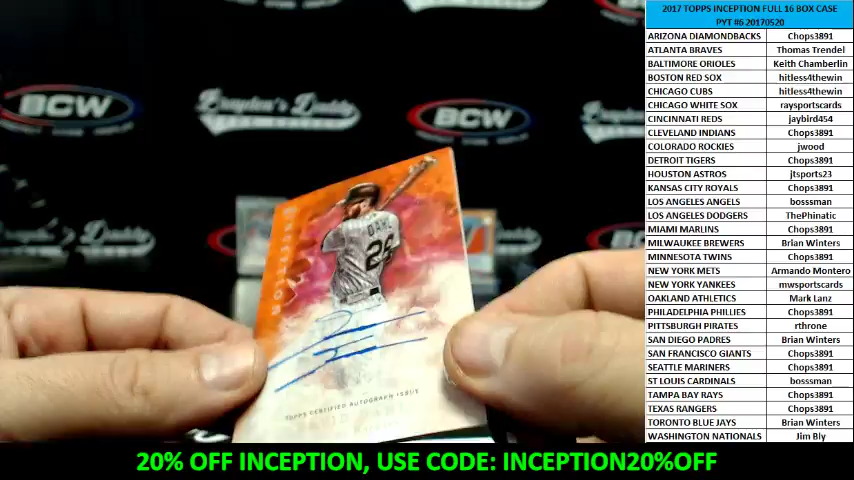 2017 TOPPS INCEPTION FULL 16 BOX CASE
PYT #6 20170520
ARIZONA DIAMONDBACKS Chops3891
ATLANTA BRAVES Thomas Trendel
BALTIMORE ORIOLES Keith Chamberlin
BOSTON RED SOX hitless4thewin
CHICAGO CUBS hitless4thewin
CHICAGO WHITE SOX raysportscards
CINCINNATI REDS jaybird454
CLEVELAND INDIANS Chops3891
COLORADO ROCKIES jwood
DETROIT TIGERS Chops3891
HOUSTON ASTROS jtsports23
KANSAS CITY ROYALS Chops3891
LOS ANGELES ANGELS bosssman
LOS ANGELES DODGERS ThePhinatic
MIAMI MARLINS Chops3891
MILWAUKEE BREWERS Brian Winters
MINNESOTA TWINS Chops3891
NEW YORK METS Armando Montero
NEW YORK YANKEES mwsportscards
OAKLAND ATHLETICS Mark Lanz
PHILADELPHIA PHILLIES Chops3891
PITTSBURGH PIRATES rthrone
SAN DIEGO PADRES Brian Winters
SAN FRANCISCO GIANTS Chops3891
SEATTLE MARINERS Chops3891
ST LOUIS CARDINALS bosssman
TAMPA BAY RAYS Chops3891
TEXAS RANGERS Chops3891
TORONTO BLUE JAYS Brian Winters
WASHINGTON NATIONALS Jim Bly
BCW
Brayden's Daddy
BCW
Brayden's Daddy
Inception
DAHL
26
TOPPS CERTIFIED AUTOGRAPH ISSUE
20% OFF INCEPTION, USE CODE: INCEPTION20%OFF